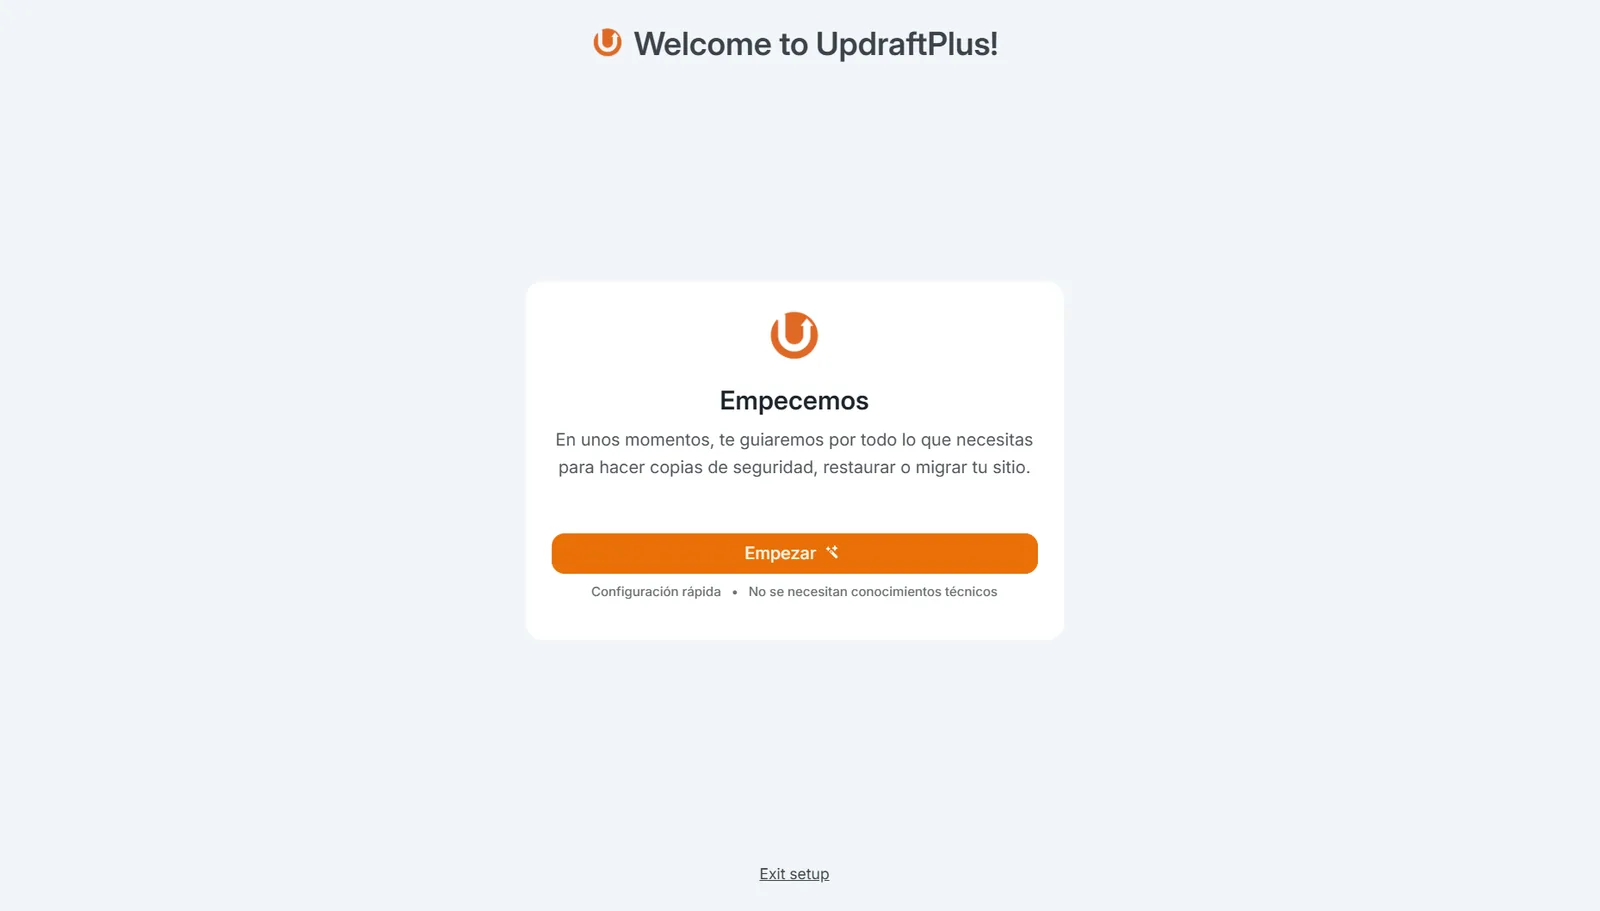 Welcome to UpdraftPlus!
Empecemos
En unos momentos, te guiaremos por todo lo que necesitas
para hacer copias de seguridad, restaurar o migrar tu sitio.
Empezar
Configuración rápida • No se necesitan conocimientos técnicos
Exit setup